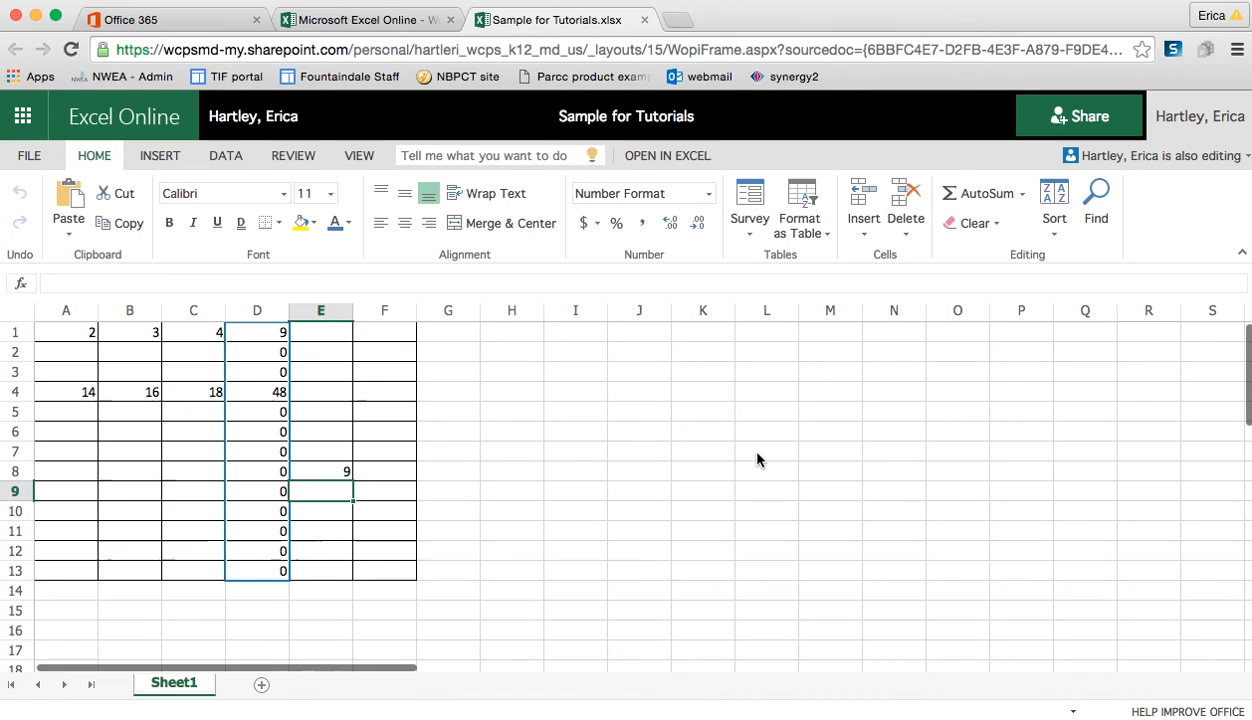 Office 365
Microsoft Excel Online - W
Sample for Tutorials.xlsx
Erica
https://wcpsmd-my.sharepoint.com/personal/hartleri_wcps_k12_md_us/_layouts/15/WopiFrame.aspx?sourcedoc={6BBFC4E7-D2FB-4E3F-A879-F9DE4...
Apps NWEA - Admin TIF portal Fountaindale Staff NBPCT site Parcc product exam webmail synergy2
Excel Online Hartley, Erica Sample for Tutorials Share Hartley, Erica
FILE HOME INSERT DATA REVIEW VIEW Tell me what you want to do OPEN IN EXCEL Hartley, Erica is also editing
Paste Cut Copy
Calibri 11
B I U D A
Wrap Text
Merge & Center
Number Format
$ % , .0 .00
Survey Format as Table
Insert Delete
AutoSum
Clear
Sort Find
Undo Clipboard Font Alignment Number Tables Cells Editing
fx
A B C D E F G H I J K L M N O P Q R S
1 2 3 4 9
2 0
3 0
4 14 16 18 48
5 0
6 0
7 0
8 0 9
9 0
10 0
11 0
12 0
13 0
14
15
16
17
18
Sheet1
HELP IMPROVE OFFICE